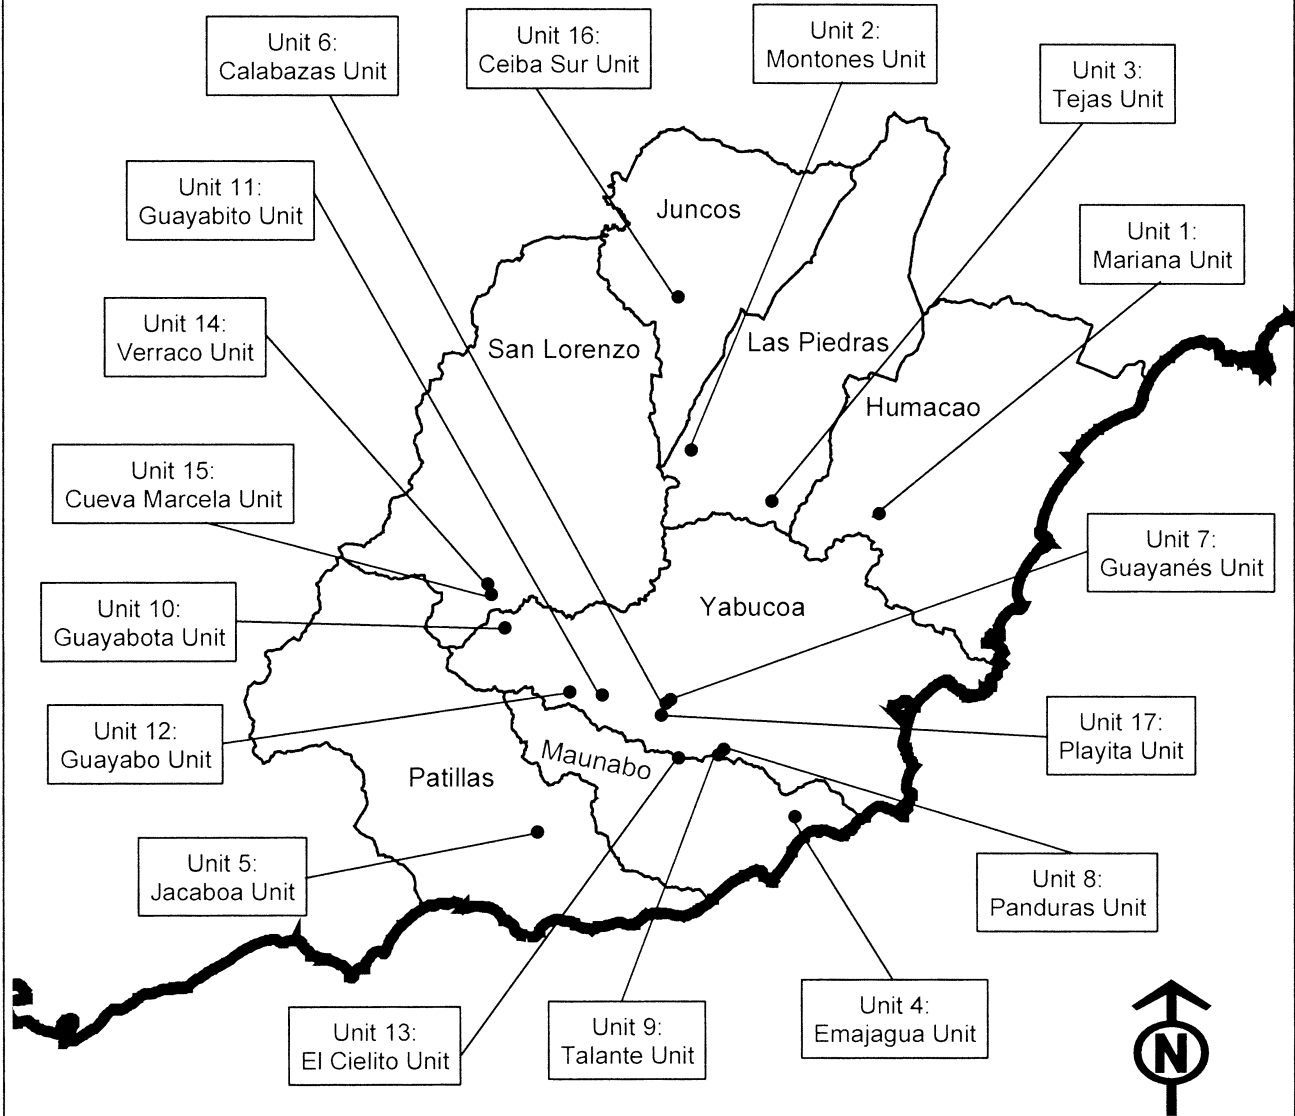 Unit 6:
Calabazas Unit
Unit 16:
Ceiba Sur Unit
Unit 2:
Montones Unit
Unit 3:
Tejas Unit
Unit 11:
Guayabito Unit
Juncos
Unit 1:
Mariana Unit
Unit 14:
Verraco Unit
San Lorenzo
Las Piedras
Humacao
Unit 15:
Cueva Marcela Unit
Unit 7:
Guayanés Unit
Unit 10:
Guayabota Unit
Yabucoa
Unit 12:
Guayabo Unit
Unit 17:
Playita Unit
Maunabo
Patillas
Unit 5:
Jacaboa Unit
Unit 8:
Panduras Unit
Unit 13:
El Cielito Unit
Unit 9:
Talante Unit
Unit 4:
Emajagua Unit
N